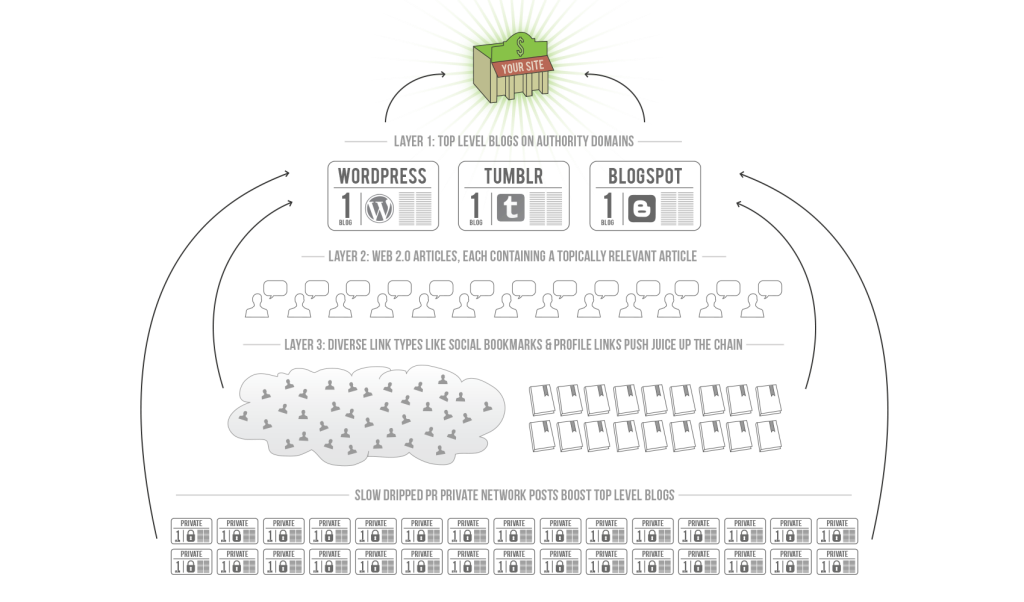 $
YOUR SITE
LAYER 1: TOP LEVEL BLOGS ON AUTHORITY DOMAINS
WORDPRESS TUMBLR BLOGSPOT
1 BLOG 1 BLOG 1 BLOG
LAYER 2: WEB 2.0 ARTICLES, EACH CONTAINING A TOPICALLY RELEVANT ARTICLE
LAYER 3: DIVERSE LINK TYPES LIKE SOCIAL BOOKMARKS & PROFILE LINKS PUSH JUICE UP THE CHAIN
SLOW DRIPPED PR PRIVATE NETWORK POSTS BOOST TOP LEVEL BLOGS
PRIVATE PRIVATE PRIVATE PRIVATE PRIVATE PRIVATE PRIVATE PRIVATE PRIVATE PRIVATE PRIVATE PRIVATE PRIVATE PRIVATE PRIVATE
1 1 1 1 1 1 1 1 1 1 1 1 1 1 1
PRIVATE PRIVATE PRIVATE PRIVATE PRIVATE PRIVATE PRIVATE PRIVATE PRIVATE PRIVATE PRIVATE PRIVATE PRIVATE PRIVATE PRIVATE
1 1 1 1 1 1 1 1 1 1 1 1 1 1 1